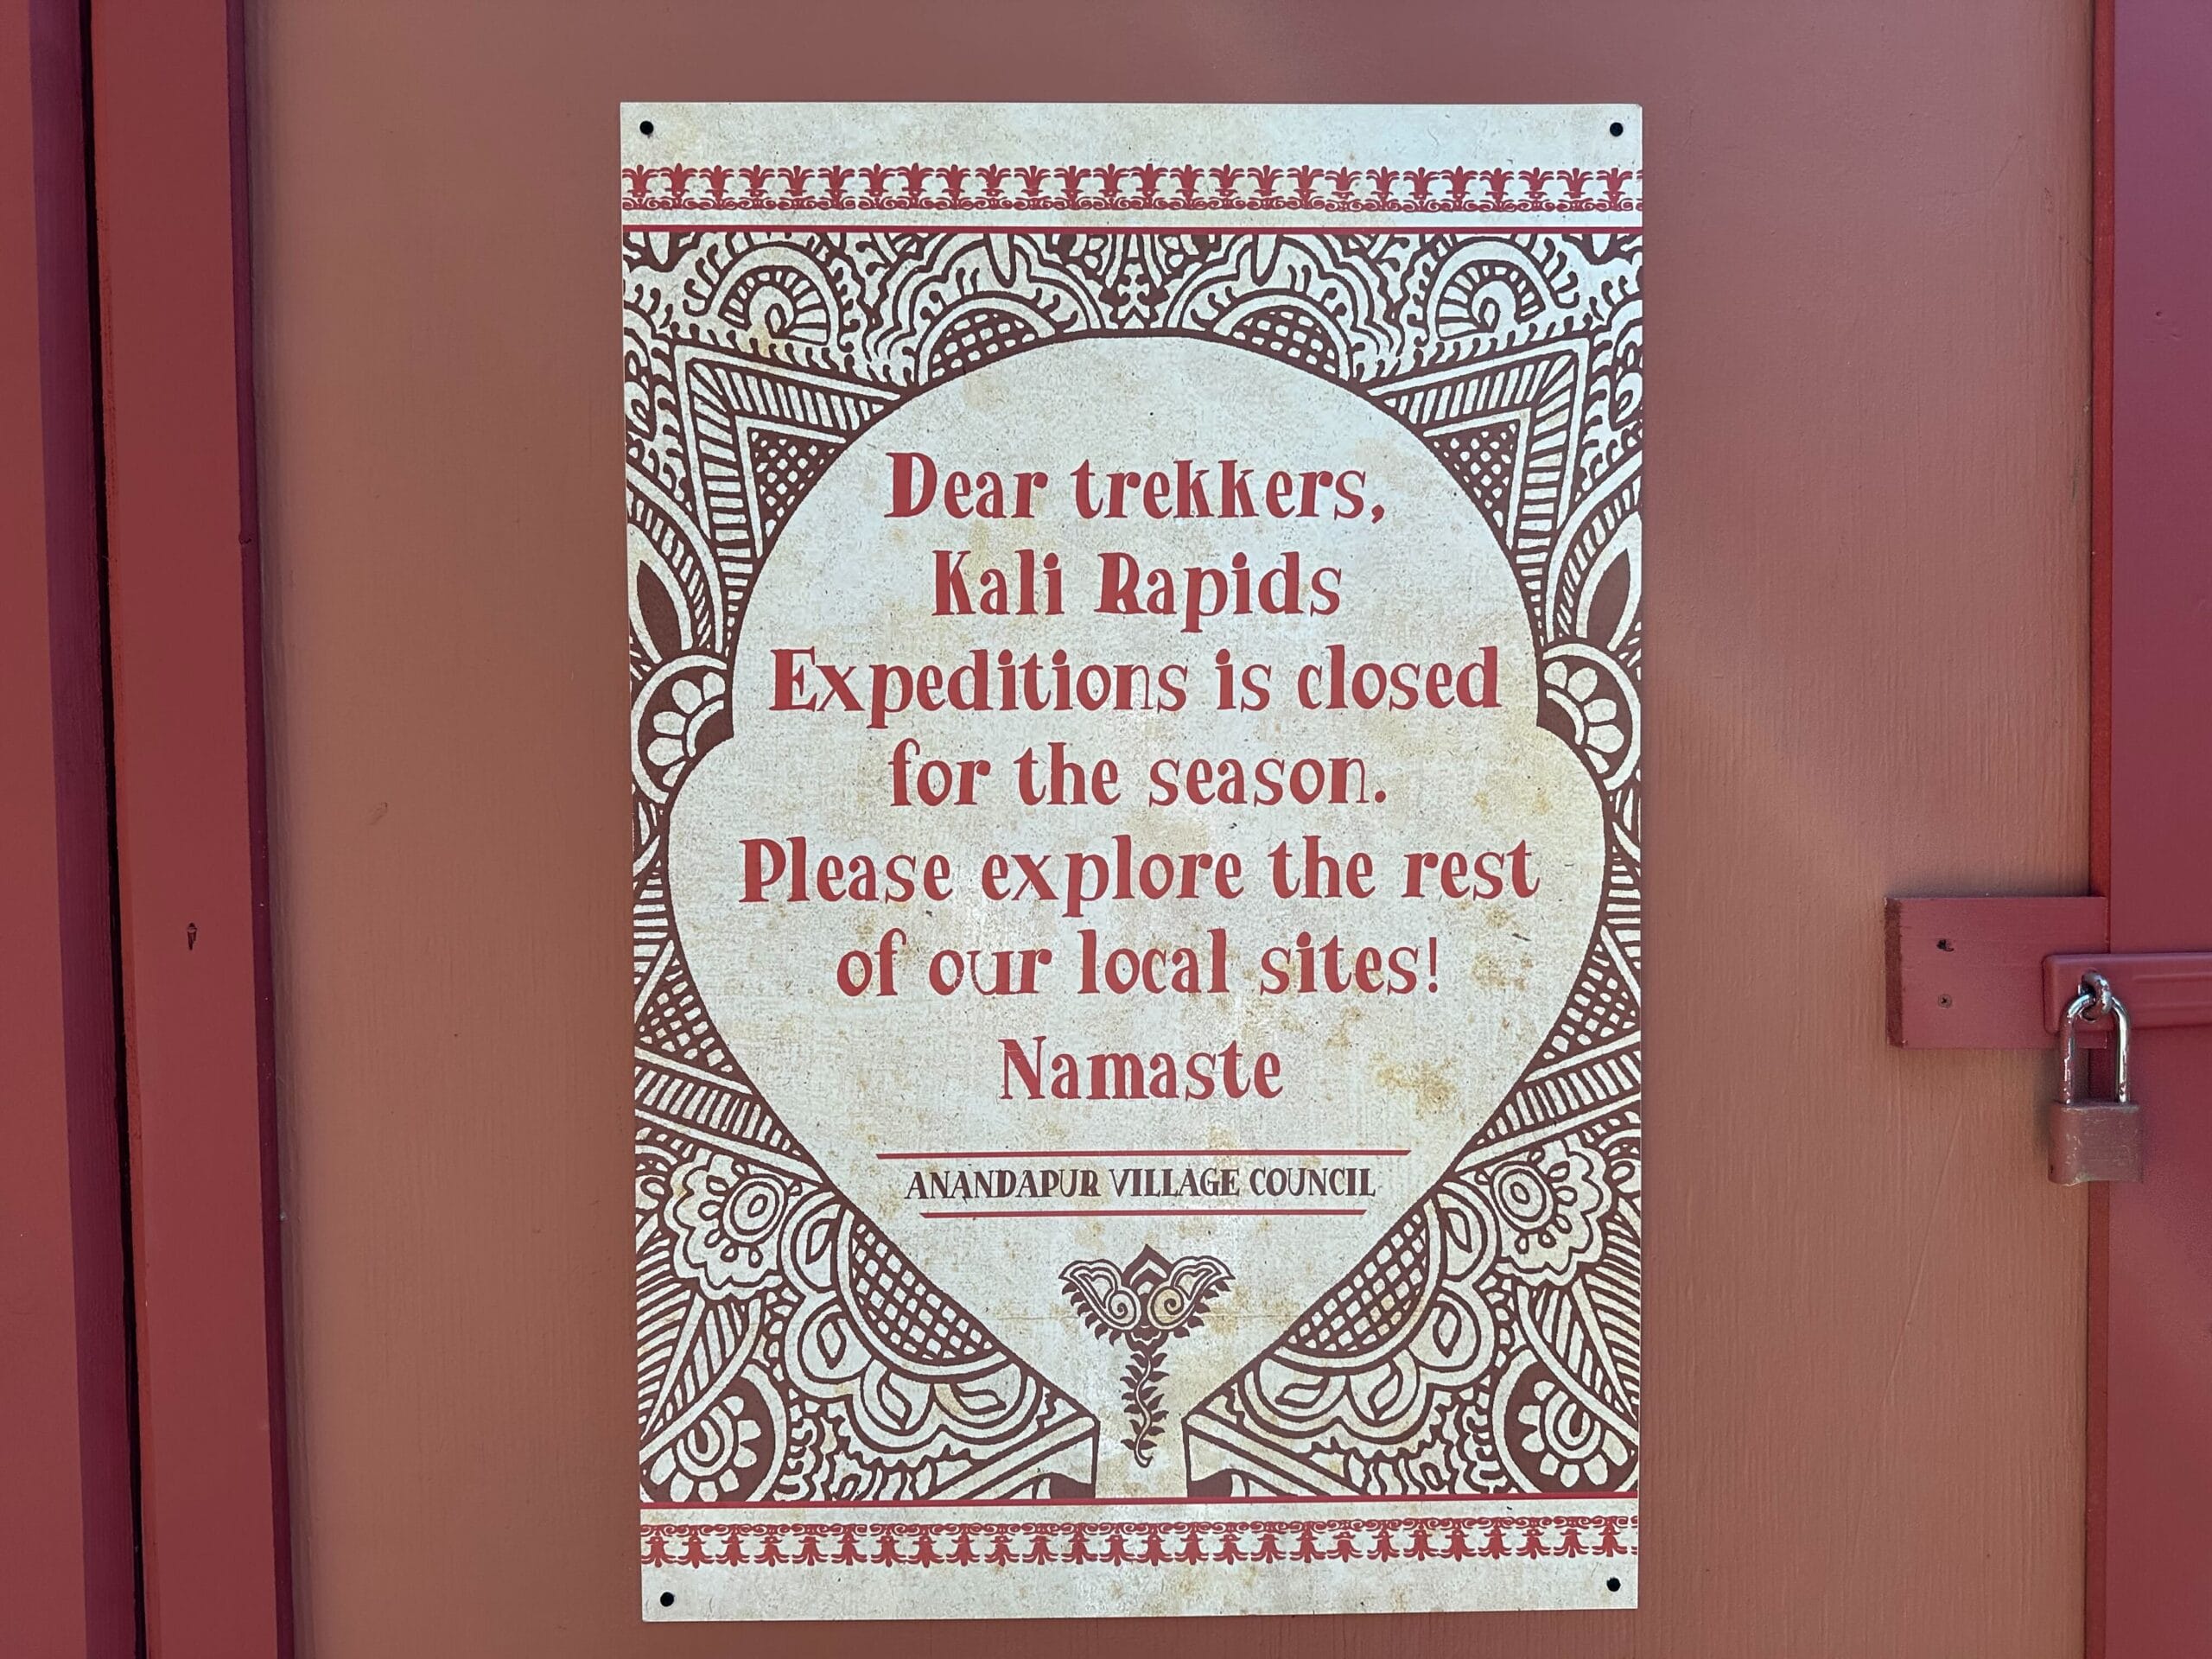 Dear trekkers,
Kali Rapids
Expeditions is closed
for the season.
Please explore the rest
of our local sites!
Namaste
ANANDAPUR VILLAGE COUNCIL